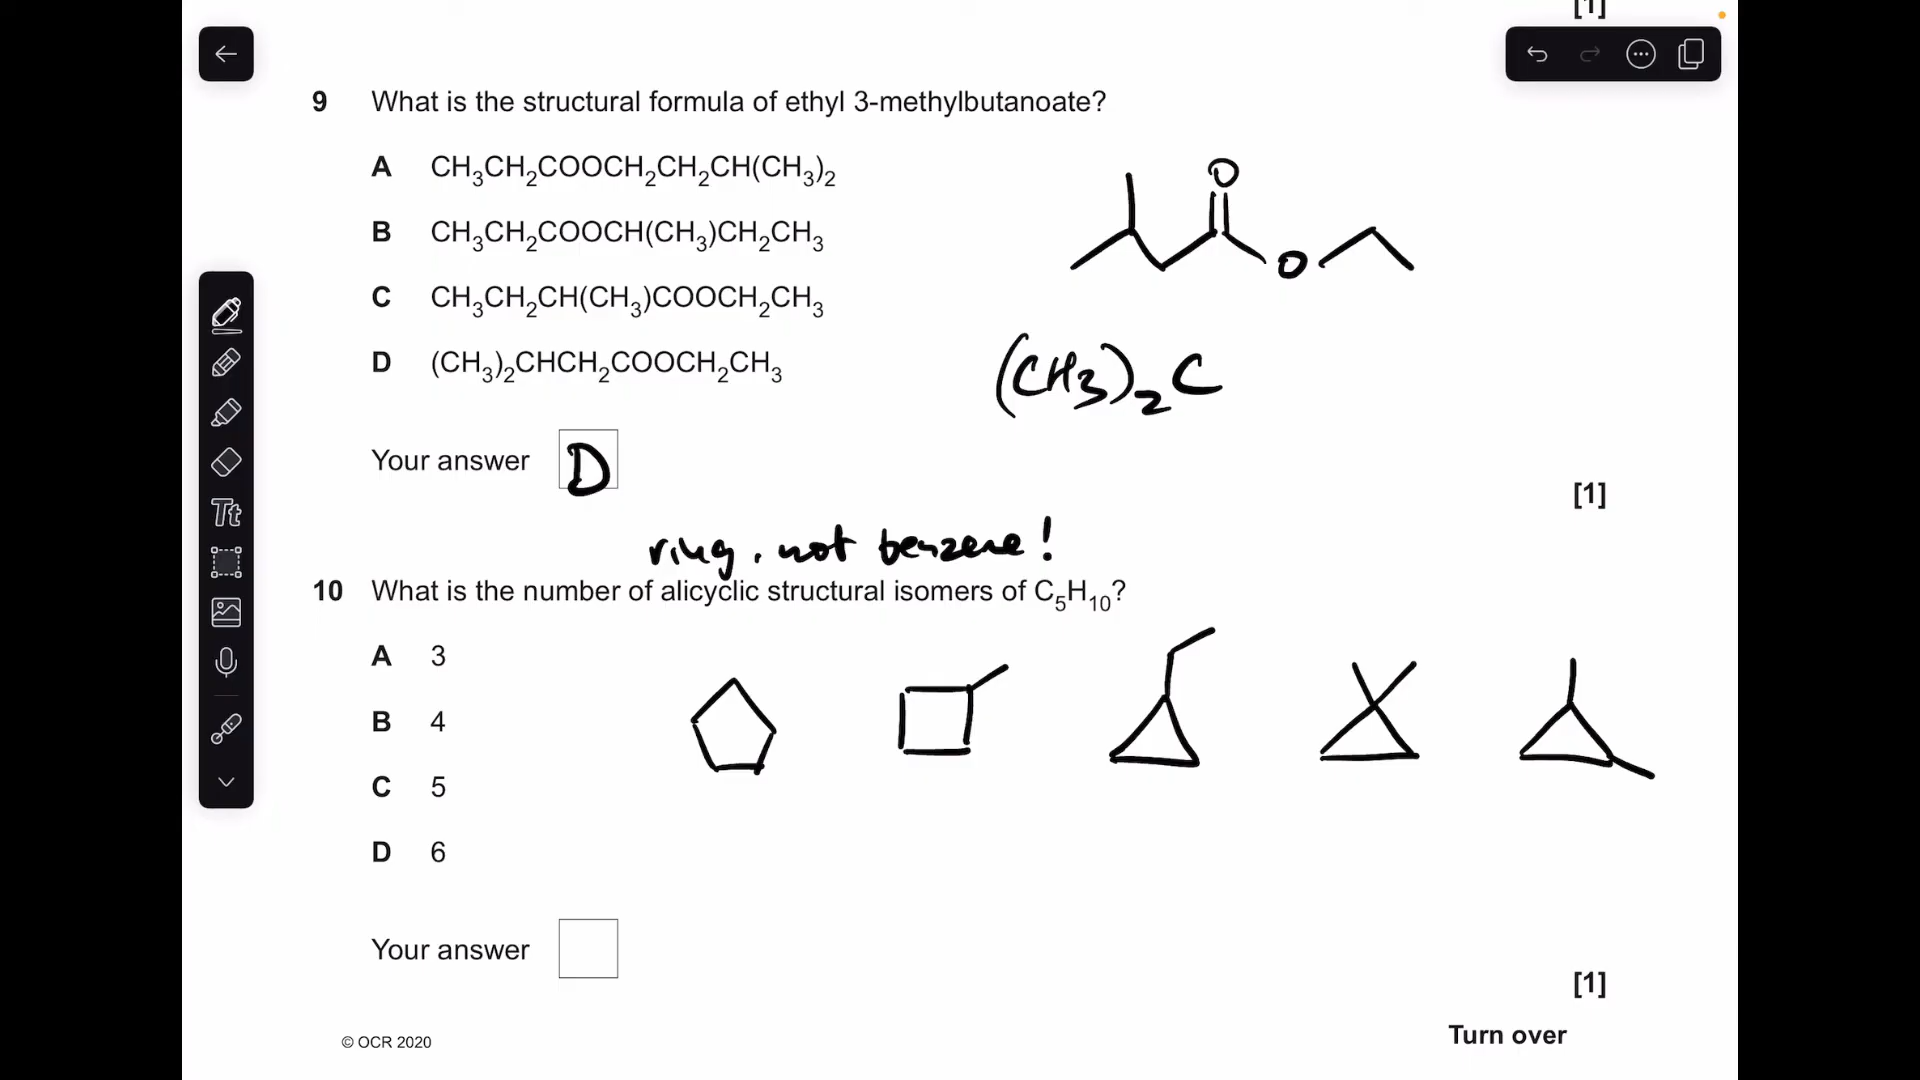 [1]
9 What is the structural formula of ethyl 3-methylbutanoate?
A CH3CH2COOCH2CH2CH(CH3)2
B CH3CH2COOCH(CH3)CH2CH3
C CH3CH2CH(CH3)COOCH2CH3
D (CH3)2CHCH2COOCH2CH3
O
O
(CH3)2C
Your answer D
[1]
ring, not benzene!
10 What is the number of alicyclic structural isomers of C5H10?
A 3
B 4
C 5
D 6
Your answer
[1]
© OCR 2020
Turn over
Tt